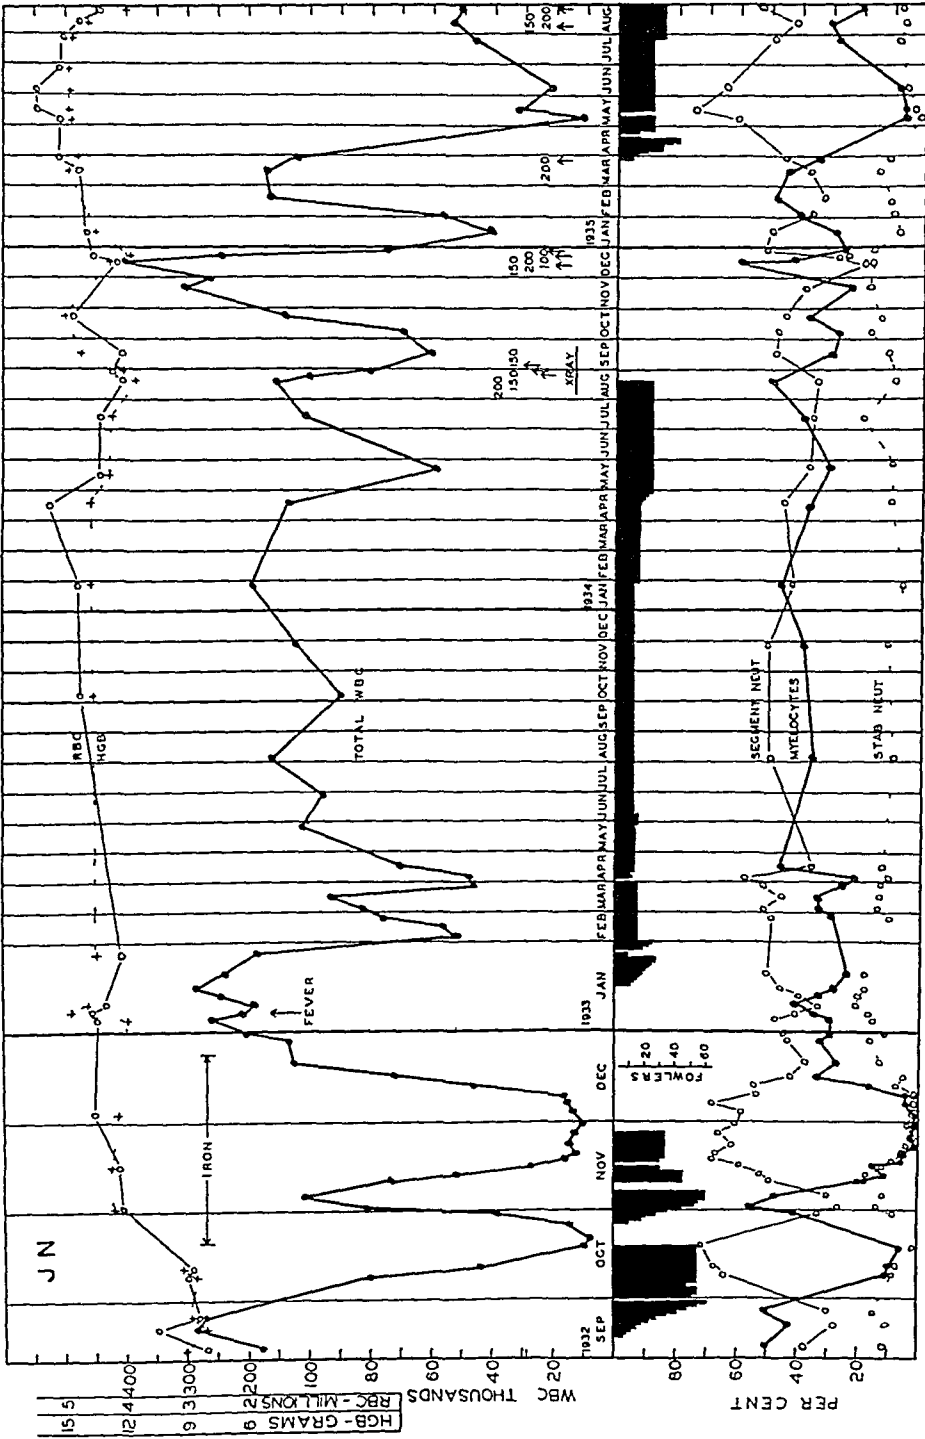 J N
15 5
12 4 400
9 3 300
6 2 200
100
80
60
40
20
HGB - GRAMS
RBC - MILLIONS
WBC THOUSANDS
RBC
HGB
TOTAL WBC
IRON
FEVER
200
150 150
XRAY
150
200
100
200
150
200
1932 SEP OCT NOV DEC 1933 JAN FEB MAR APR MAY JUN JUL AUG SEP OCT NOV DEC 1934 JAN FEB MAR APR MAY JUN JUL AUG SEP OCT NOV DEC 1935 JAN FEB MAR APR MAY JUN JUL AUG
FOWLERS
20
40
60
SEGMENT NEUT
MYELOCYTES
STAB NEUT
80
60
40
20
PER CENT